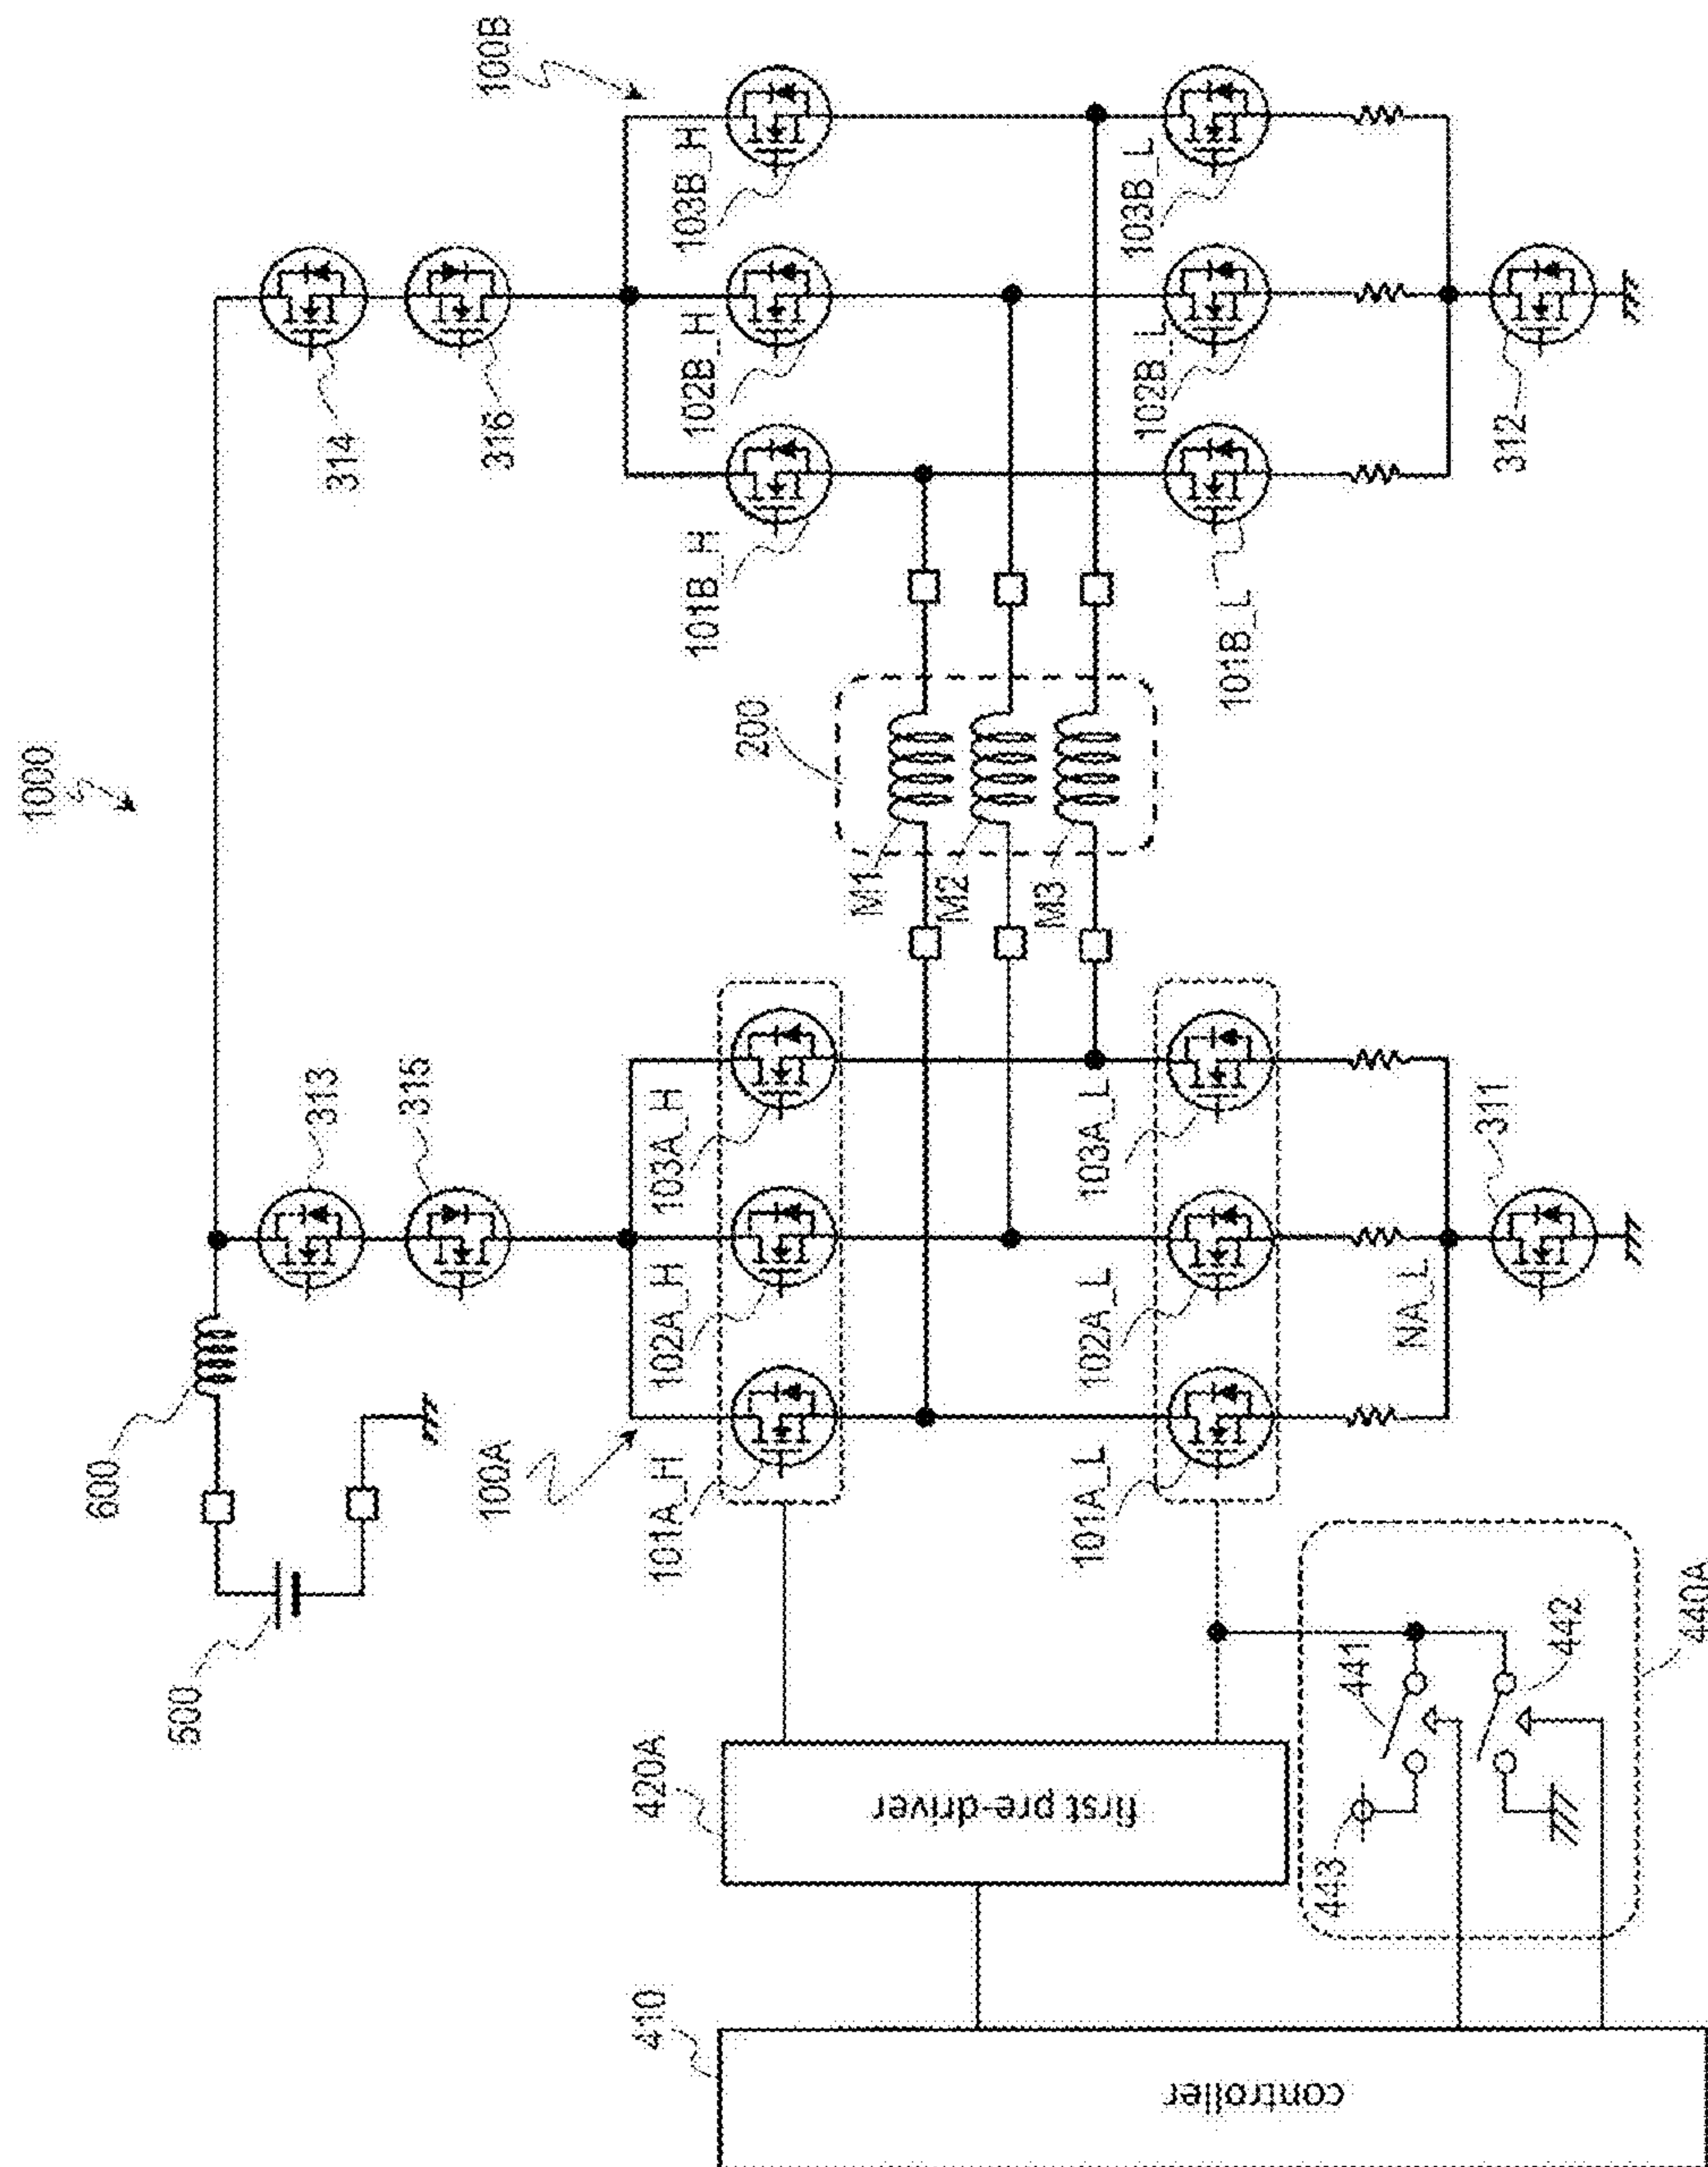 1000
500
600
313
315
314
316
100A
100B
101A_H
102A_H
103A_H
101B_H
102B_H
103B_H
200
M1
M2
M3
101A_L
102A_L
103A_L
101B_L
102B_L
103B_L
NA_L
311
312
410
controller
420A
first pre-driver
441
442
443
440A